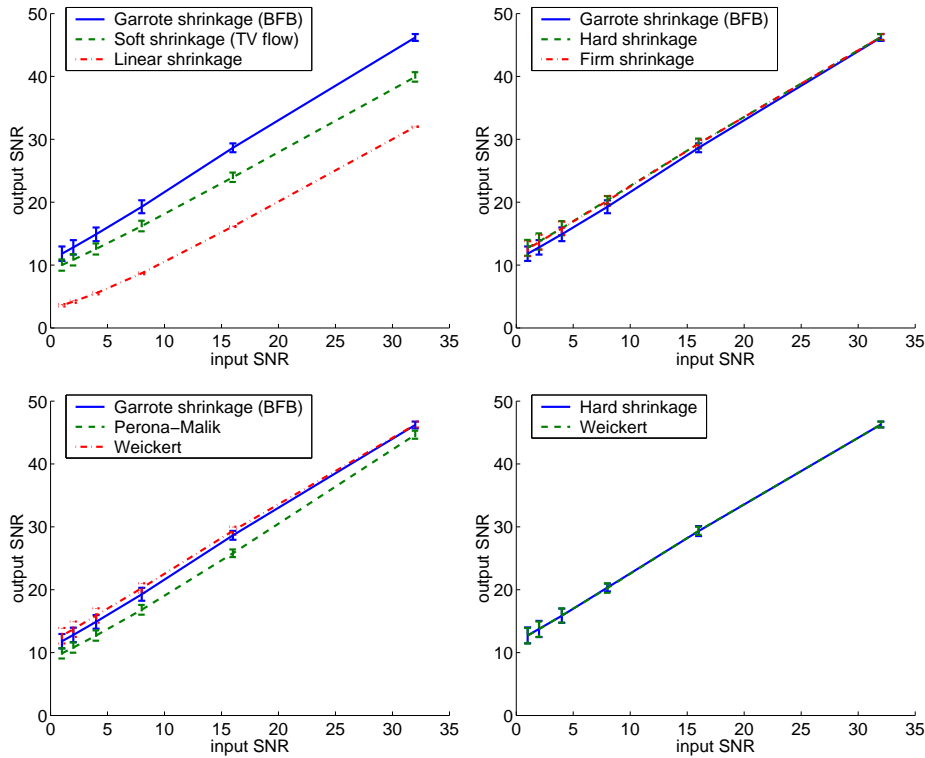 Garrote shrinkage (BFB)
Soft shrinkage (TV flow)
Linear shrinkage
50
40
30
20
10
0
output SNR
0 5 10 15 20 25 30 35
input SNR
Garrote shrinkage (BFB)
Hard shrinkage
Firm shrinkage
50
40
30
20
10
0
output SNR
0 5 10 15 20 25 30 35
input SNR
Garrote shrinkage (BFB)
Perona−Malik
Weickert
50
40
30
20
10
0
output SNR
0 5 10 15 20 25 30 35
input SNR
Hard shrinkage
Weickert
50
40
30
20
10
0
output SNR
0 5 10 15 20 25 30 35
input SNR